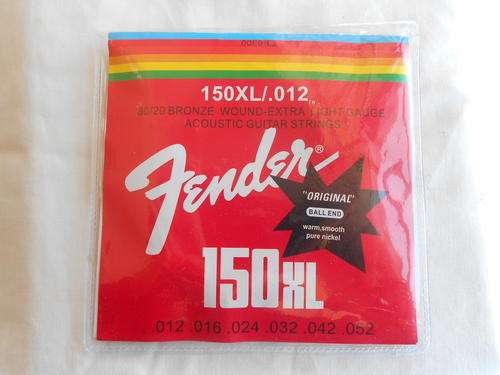 150XL/.012
80/20 BRONZE WOUND-EXTRA LIGHT GAUGE
ACOUSTIC GUITAR STRINGS
Fender®
"ORIGINAL"
BALL END
warm,smooth
pure nickel
150XL
.012 .016 .024 .032 .042 .052